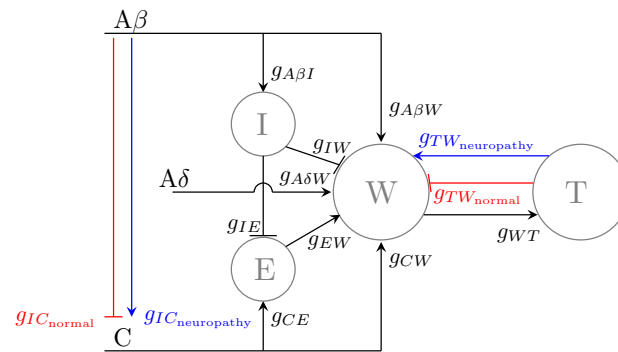 Aβ
g_{AβI}
I
g_{AβW}
g_{IW}
g_{TW_{neuropathy}}
Aδ
g_{AδW}
W
T
g_{TW_{normal}}
g_{IE}
g_{EW}
g_{WT}
E
g_{CW}
g_{IC_{normal}}
g_{IC_{neuropathy}}
g_{CE}
C